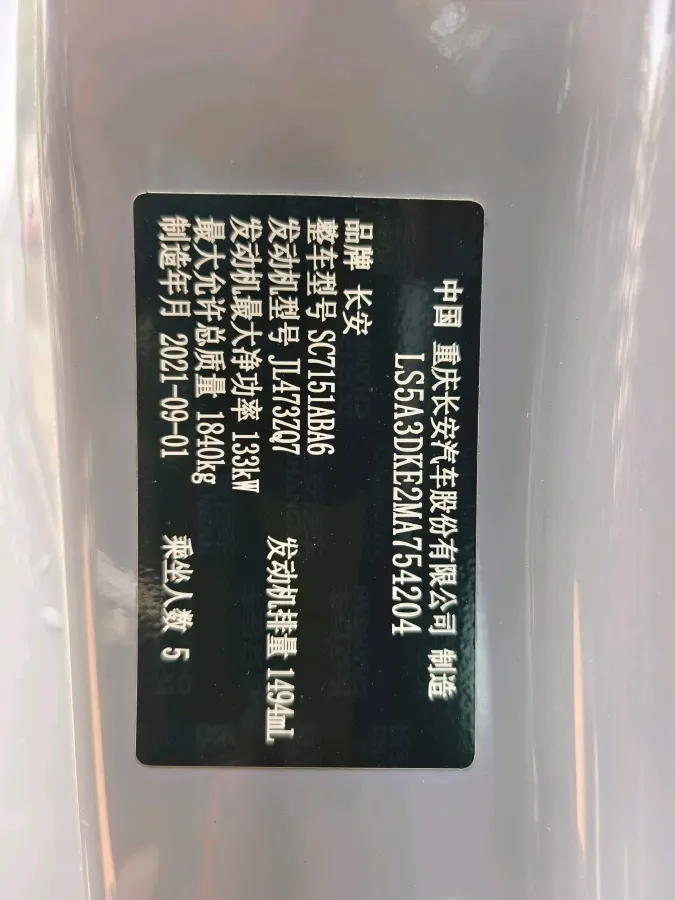 中国 重庆长安汽车股份有限公司 制造
LS5A3DKE2MA754204
品牌 长安
整车型号 SC7151ABA6
发动机型号 JL473ZQ7 发动机排量 1494mL
发动机最大净功率 133kW
最大允许总质量 1840kg
制造年月 2021-09-01 乘坐人数 5